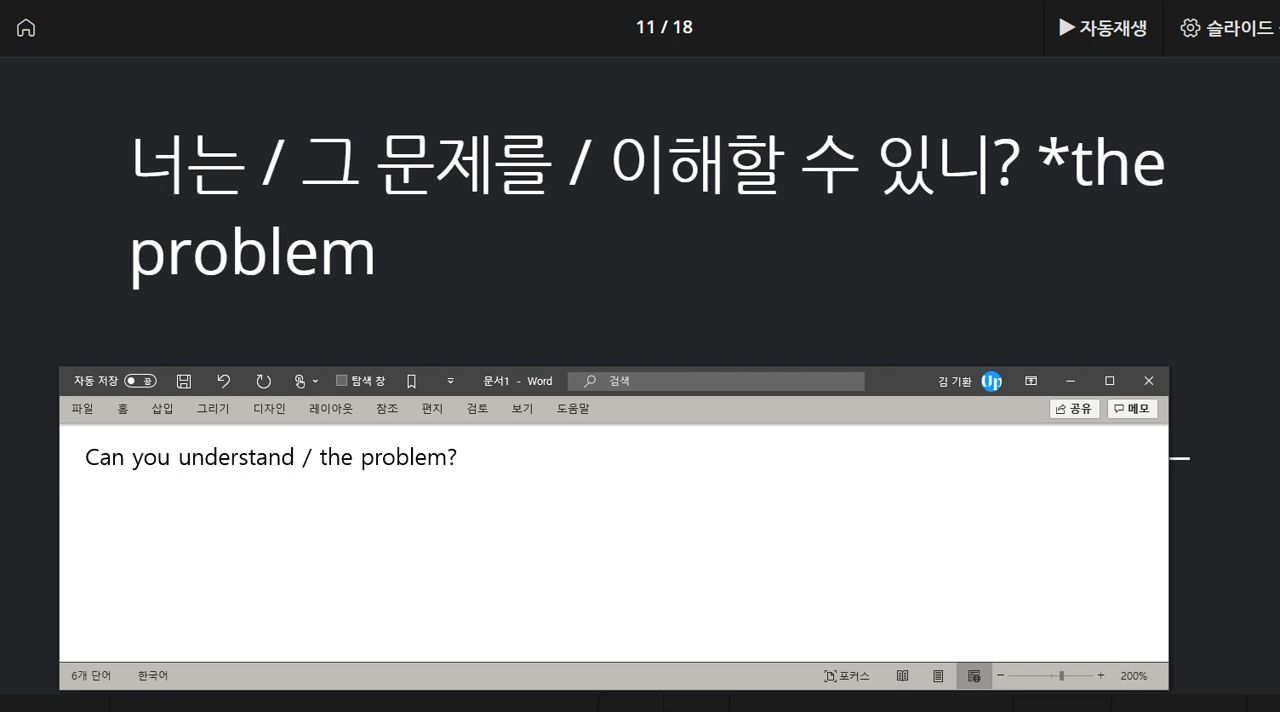 11 / 18
자동재생
슬라이드
너는 / 그 문제를 / 이해할 수 있니? *the
problem
자동 저장 끔 탐색 창 문서1 - Word 검색 김 기환 Up
파일 홈 삽입 그리기 디자인 레이아웃 참조 편지 검토 보기 도움말 공유 메모
Can you understand / the problem?
6개 단어 한국어 포커스 200%